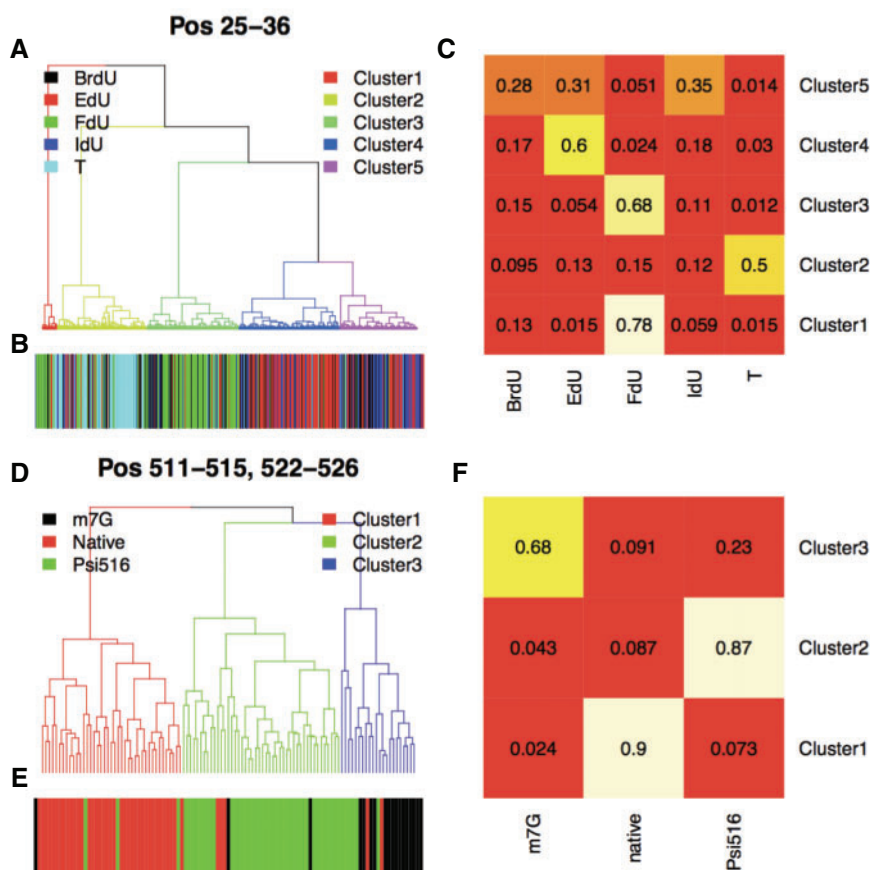 Pos 25–36
A
BrdU
EdU
FdU
IdU
T
Cluster1
Cluster2
Cluster3
Cluster4
Cluster5
B
C
0.28 0.31 0.051 0.35 0.014 Cluster5
0.17 0.6 0.024 0.18 0.03 Cluster4
0.15 0.054 0.68 0.11 0.012 Cluster3
0.095 0.13 0.15 0.12 0.5 Cluster2
0.13 0.015 0.78 0.059 0.015 Cluster1
BrdU EdU FdU IdU T
D
Pos 511–515, 522–526
m7G
Native
Psi516
Cluster1
Cluster2
Cluster3
E
F
0.68 0.091 0.23 Cluster3
0.043 0.087 0.87 Cluster2
0.024 0.9 0.073 Cluster1
m7G native Psi516